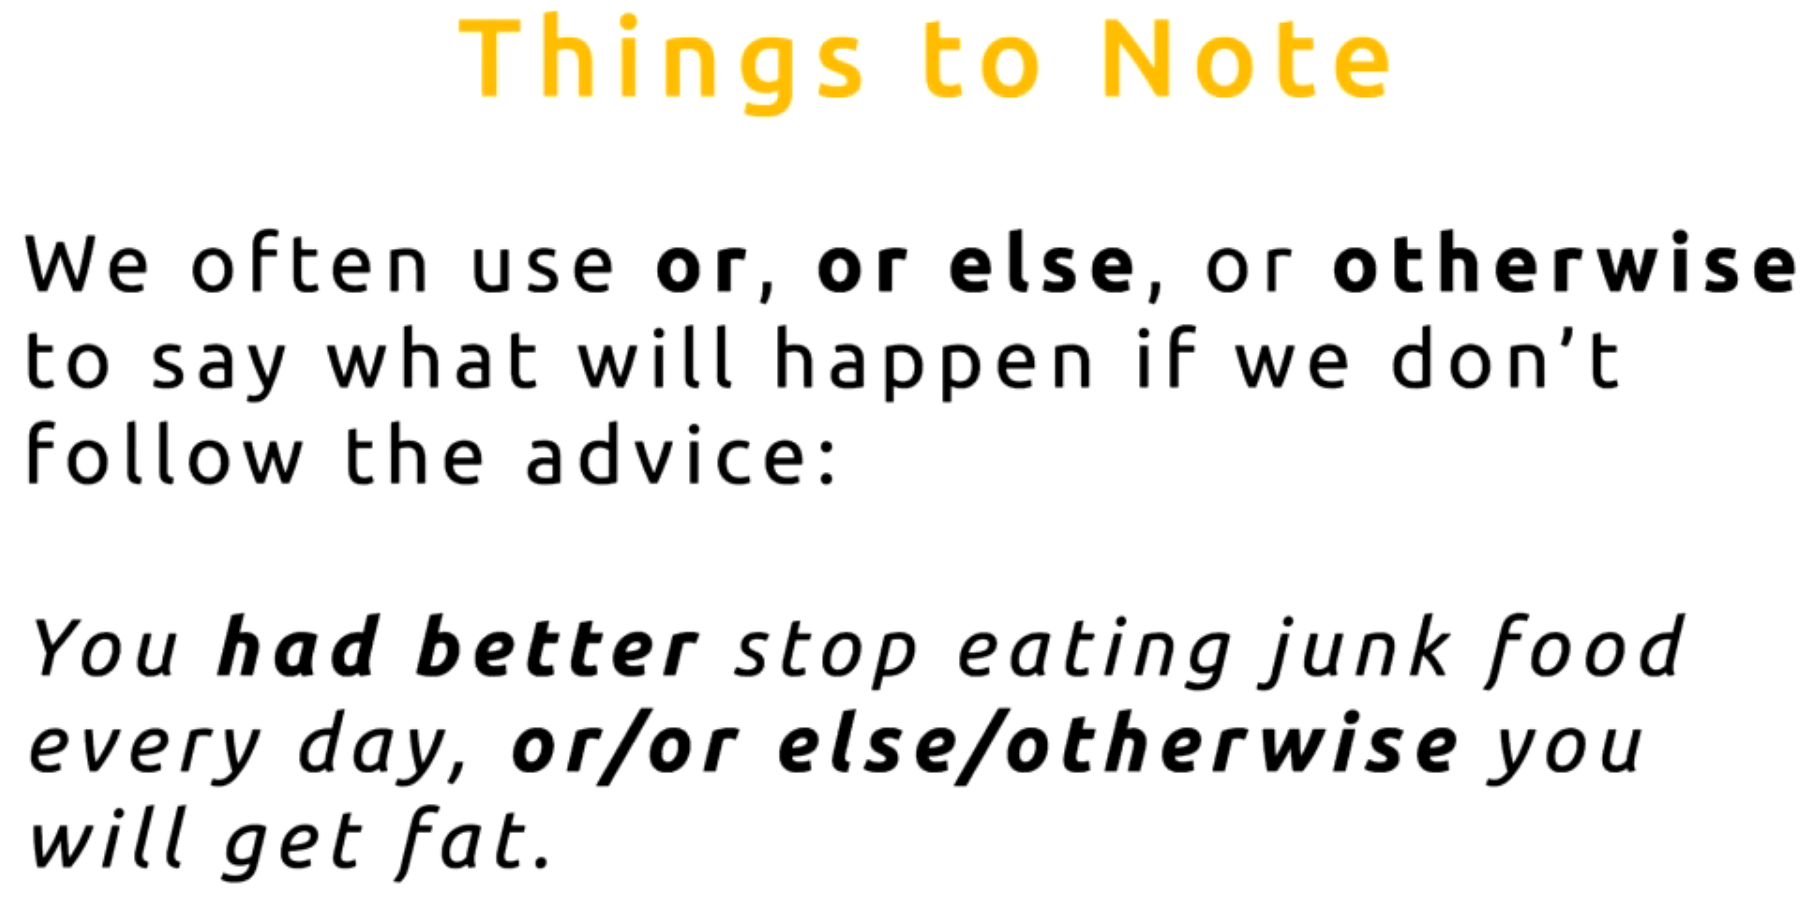 Things to Note
We often use or, or else, or otherwise
to say what will happen if we don’t
follow the advice:
You had better stop eating junk food
every day, or/or else/otherwise you
will get fat.